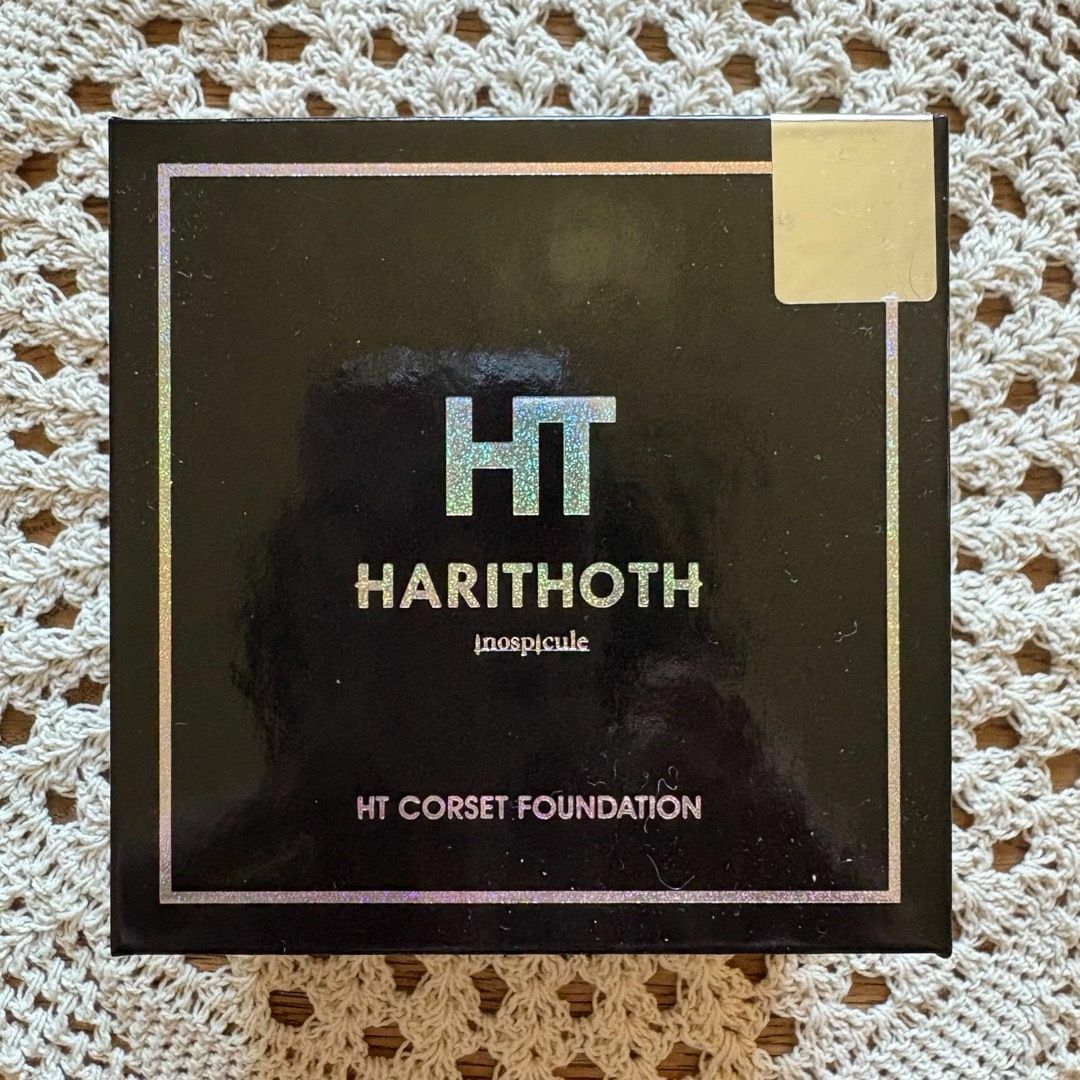 HT
HARITHOTH
Inospicule
HT CORSET FOUNDATION